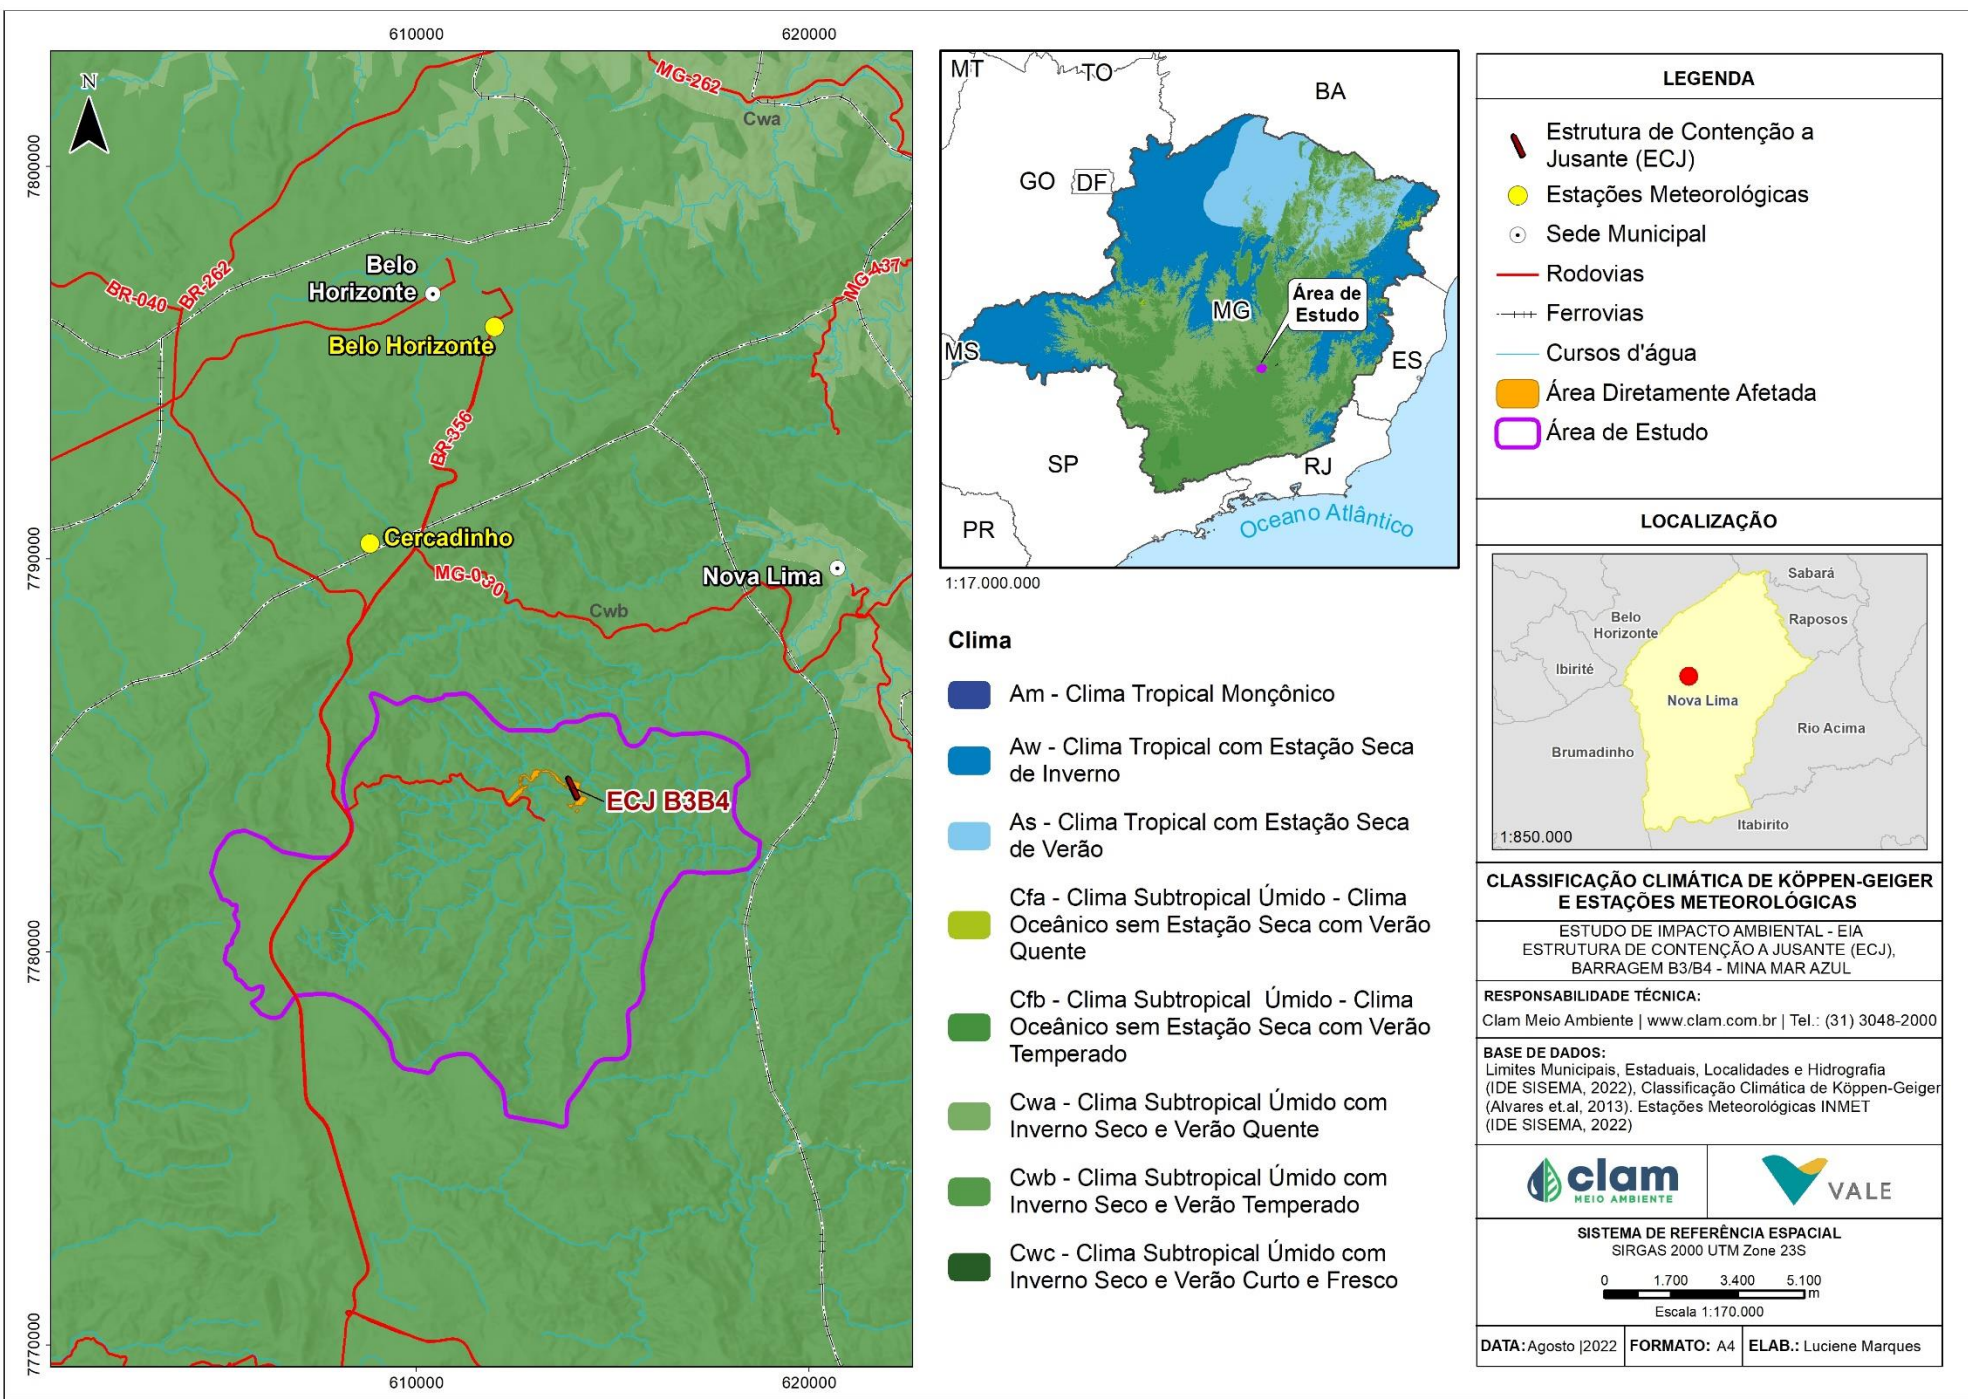 610000
620000
N
7800000
7790000
7780000
7770000
MG-262
Cwa
BR-040
BR-262
Belo
Horizonte
MG-437
Belo Horizonte
BR-356
Cercadinho
MG-030
Nova Lima
Cwb
ECJ B3B4
610000
620000
MT
TO
BA
GO
DF
MG
Área de
Estudo
MS
ES
SP
RJ
PR
Oceano Atlântico
1:17.000.000
Clima
Am - Clima Tropical Monçônico
Aw - Clima Tropical com Estação Seca
de Inverno
As - Clima Tropical com Estação Seca
de Verão
Cfa - Clima Subtropical Úmido - Clima
Oceânico sem Estação Seca com Verão
Quente
Cfb - Clima Subtropical Úmido - Clima
Oceânico sem Estação Seca com Verão
Temperado
Cwa - Clima Subtropical Úmido com
Inverno Seco e Verão Quente
Cwb - Clima Subtropical Úmido com
Inverno Seco e Verão Temperado
Cwc - Clima Subtropical Úmido com
Inverno Seco e Verão Curto e Fresco
LEGENDA
Estrutura de Contenção a
Jusante (ECJ)
Estações Meteorológicas
Sede Municipal
Rodovias
Ferrovias
Cursos d'água
Área Diretamente Afetada
Área de Estudo
LOCALIZAÇÃO
Sabará
Belo
Horizonte
Raposos
Ibirité
Nova Lima
Rio Acima
Brumadinho
Itabirito
1:850.000
CLASSIFICAÇÃO CLIMÁTICA DE KÖPPEN-GEIGER
E ESTAÇÕES METEOROLÓGICAS
ESTUDO DE IMPACTO AMBIENTAL - EIA
ESTRUTURA DE CONTENÇÃO A JUSANTE (ECJ),
BARRAGEM B3/B4 - MINA MAR AZUL
RESPONSABILIDADE TÉCNICA:
Clam Meio Ambiente | www.clam.com.br | Tel.: (31) 3048-2000
BASE DE DADOS:
Limites Municipais, Estaduais, Localidades e Hidrografia
(IDE SISEMA, 2022), Classificação Climática de Köppen-Geiger
(Alvares et.al, 2013). Estações Meteorológicas INMET
(IDE SISEMA, 2022)
clam
MEIO AMBIENTE
VALE
SISTEMA DE REFERÊNCIA ESPACIAL
SIRGAS 2000 UTM Zone 23S
0 1.700 3.400 5.100
m
Escala 1:170.000
DATA: Agosto |2022 FORMATO: A4 ELAB.: Luciene Marques